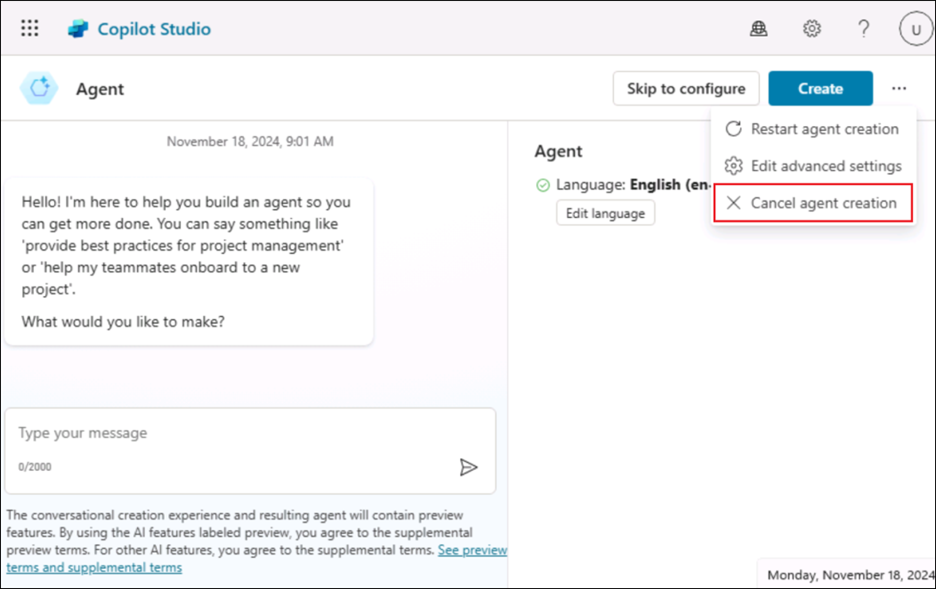 Copilot Studio
?
U
Agent
Skip to configure
Create
...
Restart agent creation
Edit advanced settings
Cancel agent creation
November 18, 2024, 9:01 AM
Hello! I'm here to help you build an agent so you
can get more done. You can say something like
'provide best practices for project management'
or 'help my teammates onboard to a new
project'.
What would you like to make?
Type your message
0/2000
The conversational creation experience and resulting agent will contain preview
features. By using the AI features labeled preview, you agree to the supplemental
preview terms. For other AI features, you agree to the supplemental terms. See preview
terms and supplemental terms
Agent
Language: English (en-
Edit language
Monday, November 18, 2024